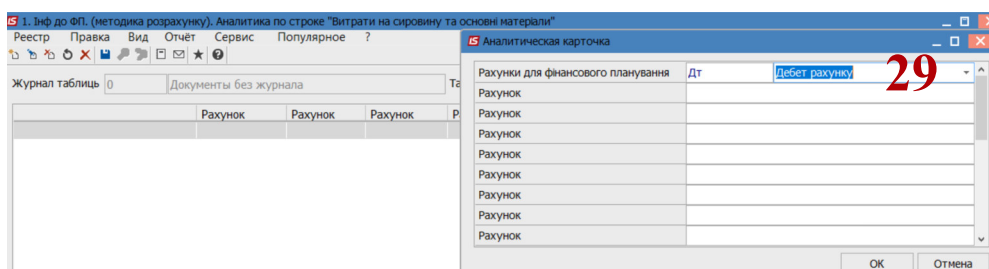 1. Інф до ФП. (методика розрахунку). Аналитика по строке "Витрати на сировину та основні матеріали"
Реестр Правка Вид Отчёт Сервис Популярное ?
Журнал таблиць 0 Документы без журнала Та
Рахунок Рахунок Рахунок Р
Аналитическая карточка
Рахунки для фінансового планування Дт Дебет рахунку
29
Рахунок
Рахунок
Рахунок
Рахунок
Рахунок
Рахунок
Рахунок
Рахунок
ОК Отмена